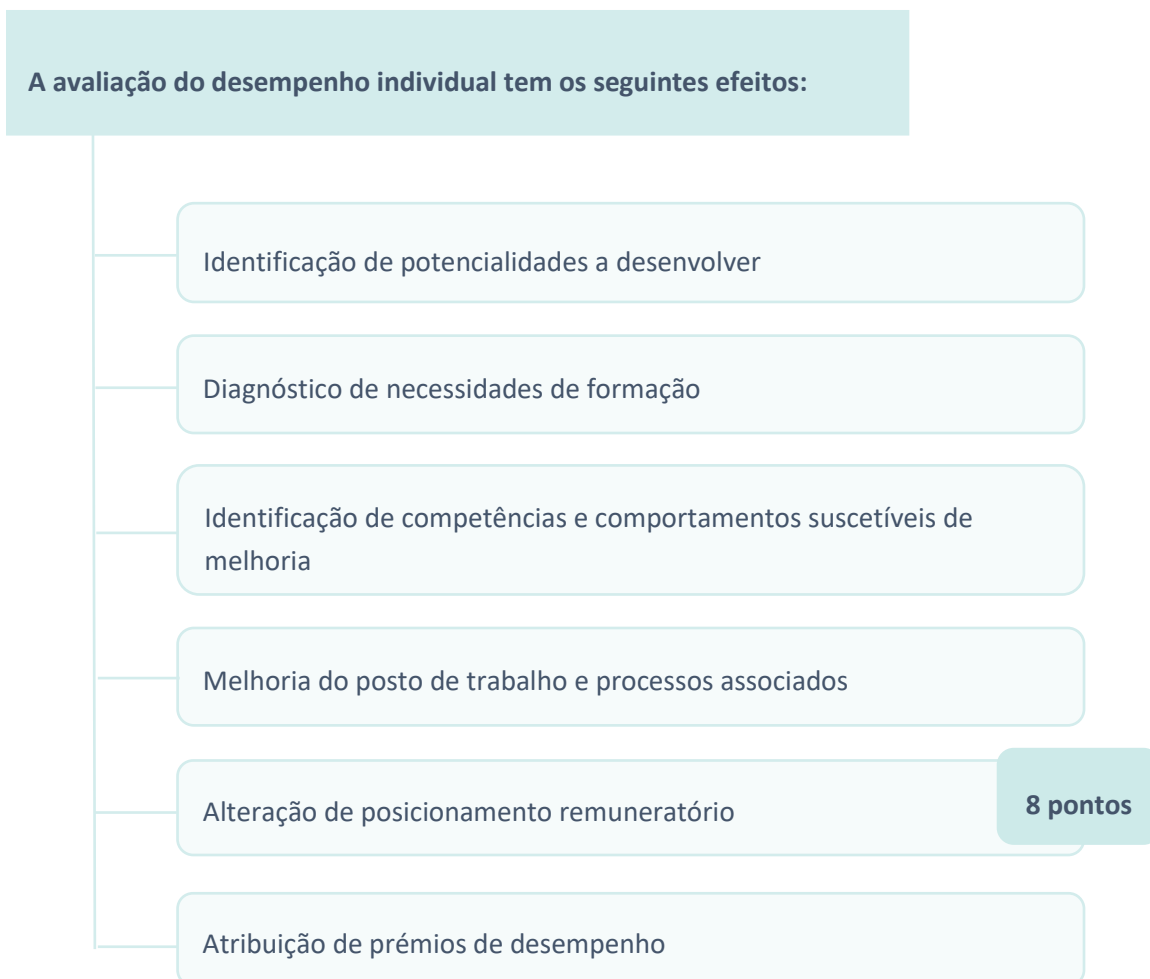 A avaliação do desempenho individual tem os seguintes efeitos:
Identificação de potencialidades a desenvolver
Diagnóstico de necessidades de formação
Identificação de competências e comportamentos suscetíveis de
melhoria
Melhoria do posto de trabalho e processos associados
Alteração de posicionamento remuneratório
8 pontos
Atribuição de prémios de desempenho